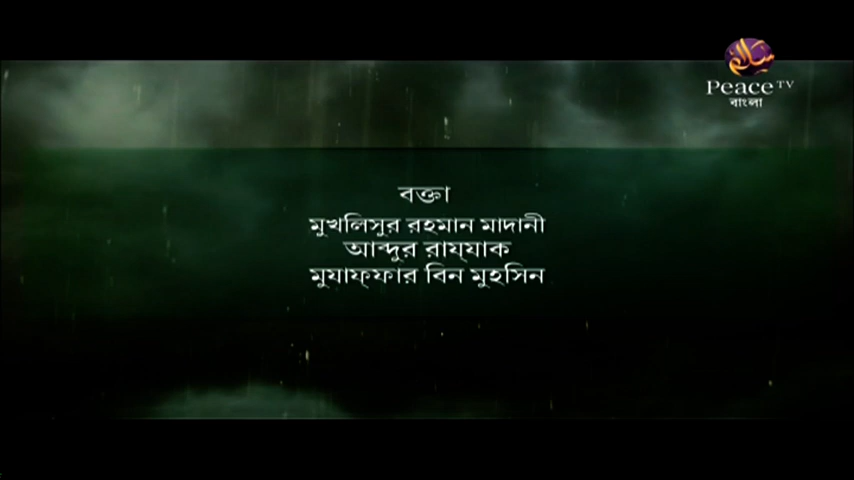 Peace TV
বাংলা
বক্তা
মুখলিসুর রহমান মাদানী
আব্দুর রায্‌যাক
মুযাফ্‌ফার বিন মুহসিন